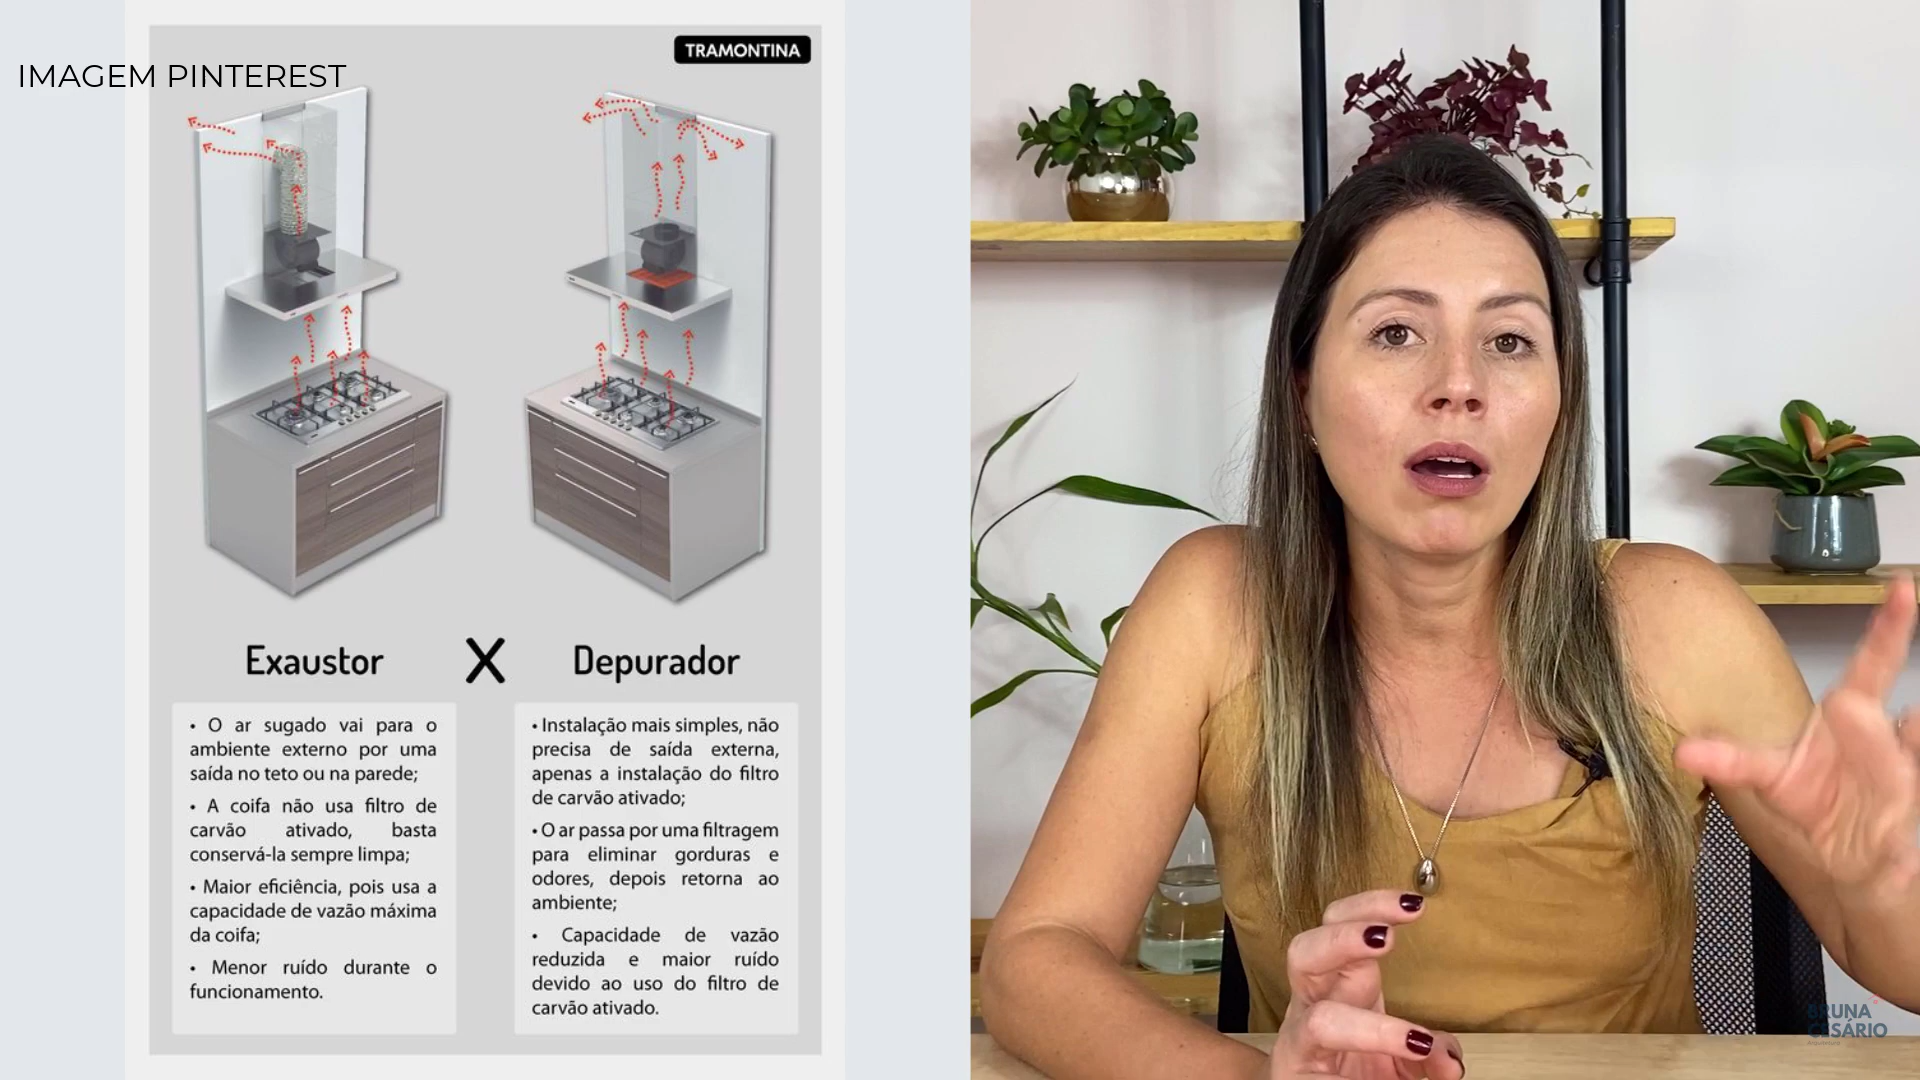 TRAMONTINA
IMAGEM PINTEREST
Exaustor X Depurador
• O ar sugado vai para o
ambiente externo por uma
saída no teto ou na parede;
• A coifa não usa filtro de
carvão ativado, basta
conservá-la sempre limpa;
• Maior eficiência, pois usa a
capacidade de vazão máxima
da coifa;
• Menor ruído durante o
funcionamento.
• Instalação mais simples, não
precisa de saída externa,
apenas a instalação do filtro
de carvão ativado;
• O ar passa por uma filtragem
para eliminar gorduras e
odores, depois retorna ao
ambiente;
• Capacidade de vazão
reduzida e maior ruído
devido ao uso do filtro de
carvão ativado.
BRUNA
CESÁRIO
Arquitetura